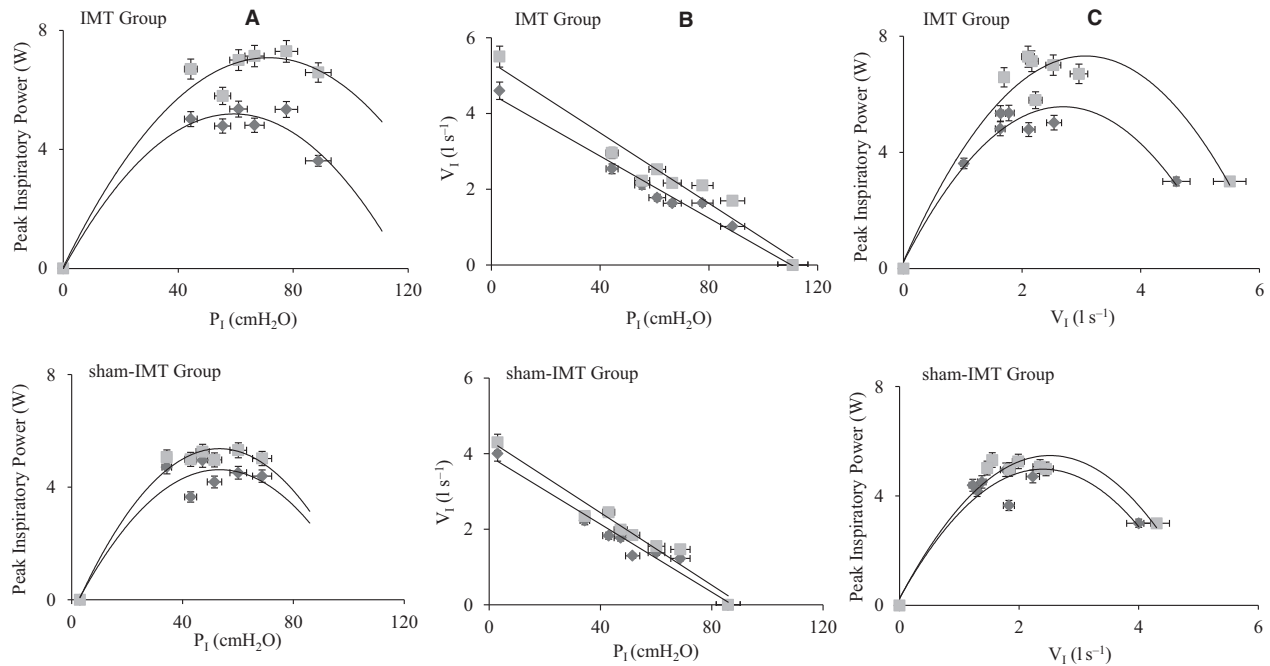 IMT Group
A
Peak Inspiratory Power (W)
8
4
0
0
40
80
120
P_I (cmH₂O)
IMT Group
B
V_I (l s⁻¹)
6
4
2
0
0
40
80
120
P_I (cmH₂O)
IMT Group
C
Peak Inspiratory Power (W)
8
4
0
0
2
4
6
V_I (l s⁻¹)
sham-IMT Group
Peak Inspiratory Power (W)
8
4
0
0
40
80
120
P_I (cmH₂O)
sham-IMT Group
V_I (l s⁻¹)
6
4
2
0
0
40
80
120
P_I (cmH₂O)
sham-IMT Group
Peak Inspiratory Power (W)
8
4
0
0
2
4
6
V_I (l s⁻¹)